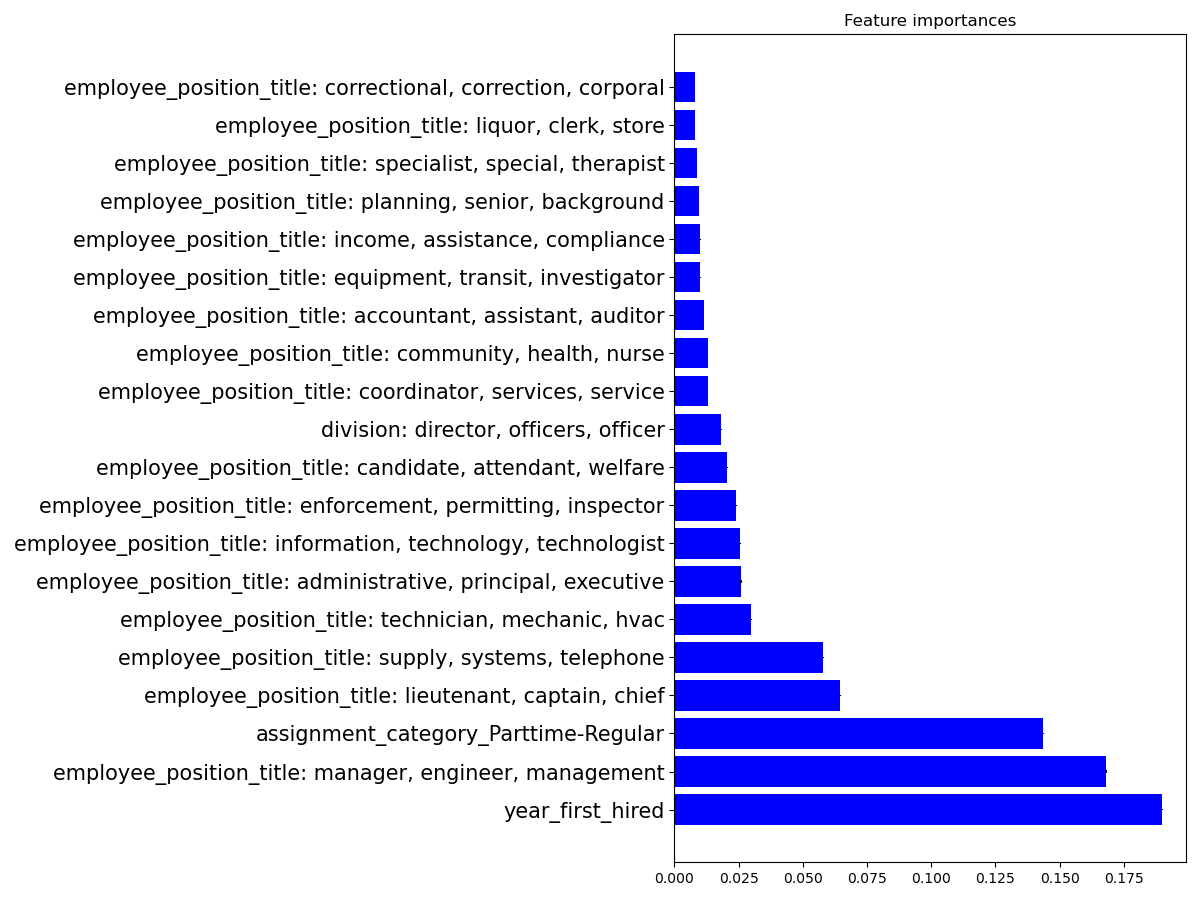 Feature importances
employee_position_title: correctional, correction, corporal
employee_position_title: liquor, clerk, store
employee_position_title: specialist, special, therapist
employee_position_title: planning, senior, background
employee_position_title: income, assistance, compliance
employee_position_title: equipment, transit, investigator
employee_position_title: accountant, assistant, auditor
employee_position_title: community, health, nurse
employee_position_title: coordinator, services, service
division: director, officers, officer
employee_position_title: candidate, attendant, welfare
employee_position_title: enforcement, permitting, inspector
employee_position_title: information, technology, technologist
employee_position_title: administrative, principal, executive
employee_position_title: technician, mechanic, hvac
employee_position_title: supply, systems, telephone
employee_position_title: lieutenant, captain, chief
assignment_category_Parttime-Regular
employee_position_title: manager, engineer, management
year_first_hired
0.000 0.025 0.050 0.075 0.100 0.125 0.150 0.175